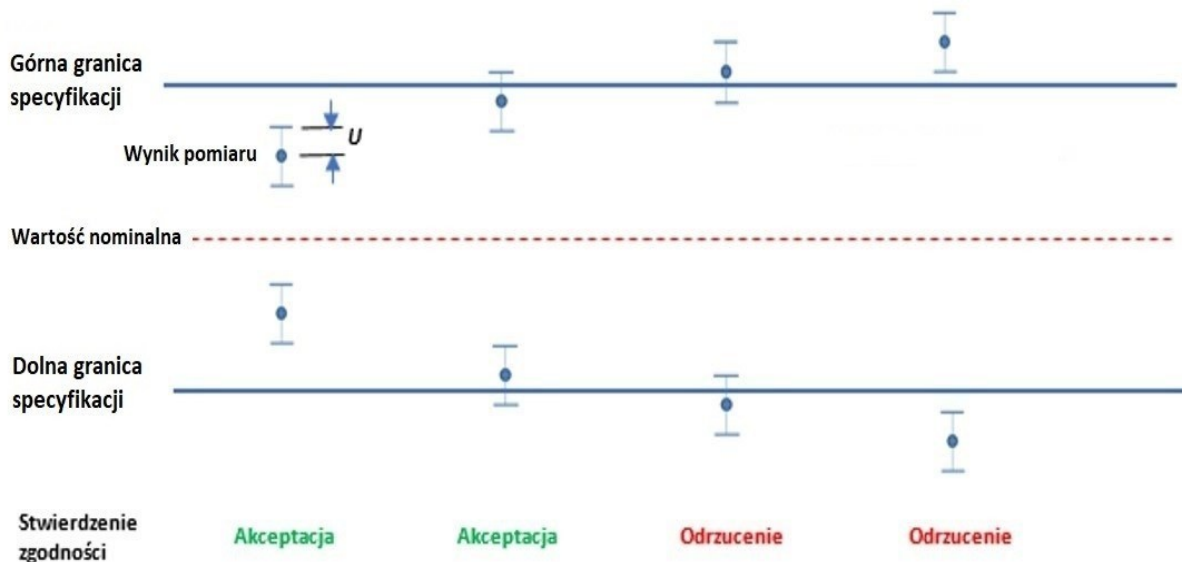 Górna granica
specyfikacji
U
Wynik pomiaru
Wartość nominalna
Dolna granica
specyfikacji
Stwierdzenie
zgodności
Akceptacja
Akceptacja
Odrzucenie
Odrzucenie